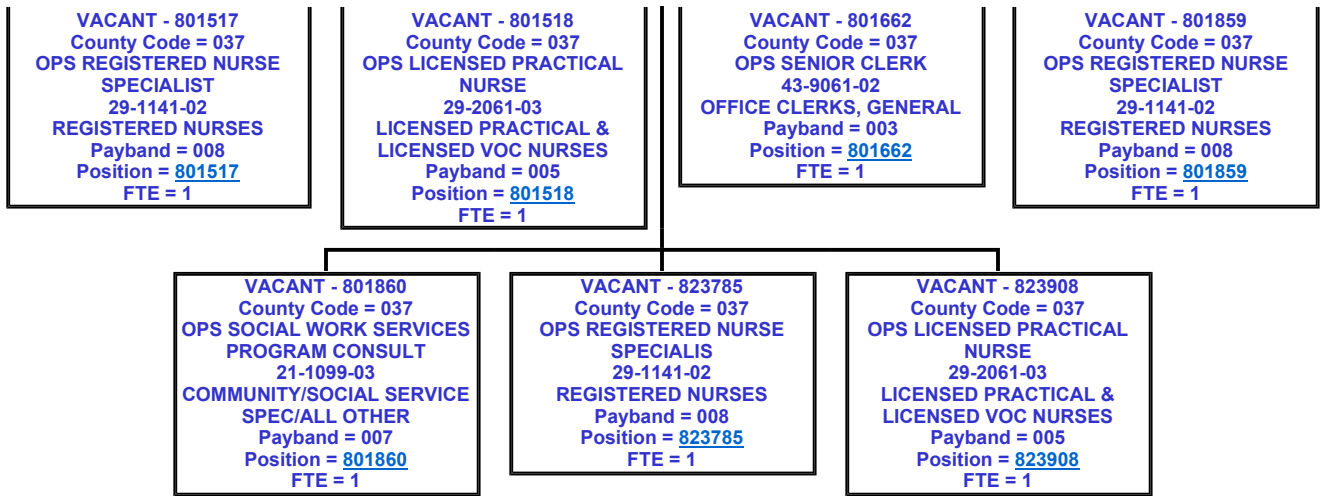 VACANT - 801517
County Code = 037
OPS REGISTERED NURSE
SPECIALIST
29-1141-02
REGISTERED NURSES
Payband = 008
Position = 801517
FTE = 1
VACANT - 801518
County Code = 037
OPS LICENSED PRACTICAL
NURSE
29-2061-03
LICENSED PRACTICAL &
LICENSED VOC NURSES
Payband = 005
Position = 801518
FTE = 1
VACANT - 801662
County Code = 037
OPS SENIOR CLERK
43-9061-02
OFFICE CLERKS, GENERAL
Payband = 003
Position = 801662
FTE = 1
VACANT - 801859
County Code = 037
OPS REGISTERED NURSE
SPECIALIST
29-1141-02
REGISTERED NURSES
Payband = 008
Position = 801859
FTE = 1
VACANT - 801860
County Code = 037
OPS SOCIAL WORK SERVICES
PROGRAM CONSULT
21-1099-03
COMMUNITY/SOCIAL SERVICE
SPEC/ALL OTHER
Payband = 007
Position = 801860
FTE = 1
VACANT - 823785
County Code = 037
OPS REGISTERED NURSE
SPECIALIS
29-1141-02
REGISTERED NURSES
Payband = 008
Position = 823785
FTE = 1
VACANT - 823908
County Code = 037
OPS LICENSED PRACTICAL
NURSE
29-2061-03
LICENSED PRACTICAL &
LICENSED VOC NURSES
Payband = 005
Position = 823908
FTE = 1